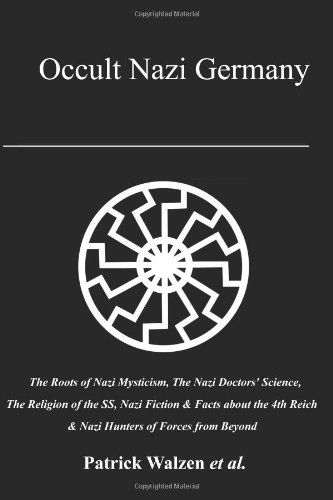 Occult Nazi Germany
The Roots of Nazi Mysticism, The Nazi Doctors' Science,
The Religion of the SS, Nazi Fiction & Facts about the 4th Reich
& Nazi Hunters of Forces from Beyond
Patrick Walzen et al.